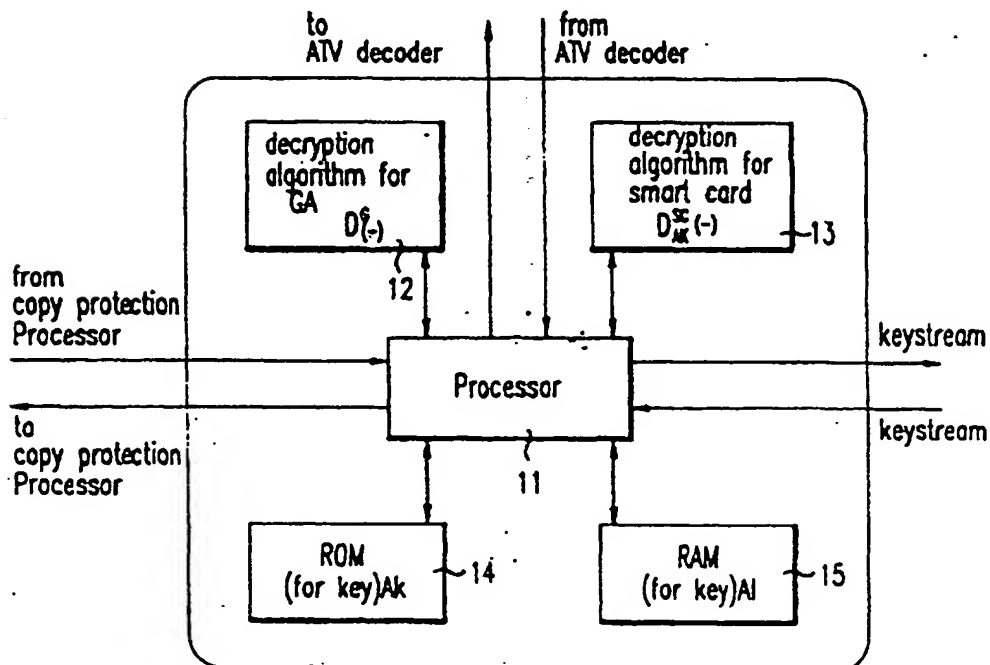 to
ATV decoder
from
ATV decoder
decryption
algorithm for
GA
D^G_(-)
12
decryption
algorithm for
smart card
D^SC_AK(-)
13
from
copy protection
Processor
keystream
Processor
11
to
copy protection
Processor
keystream
ROM
(for key)Ak
14
RAM
(for key)Al
15